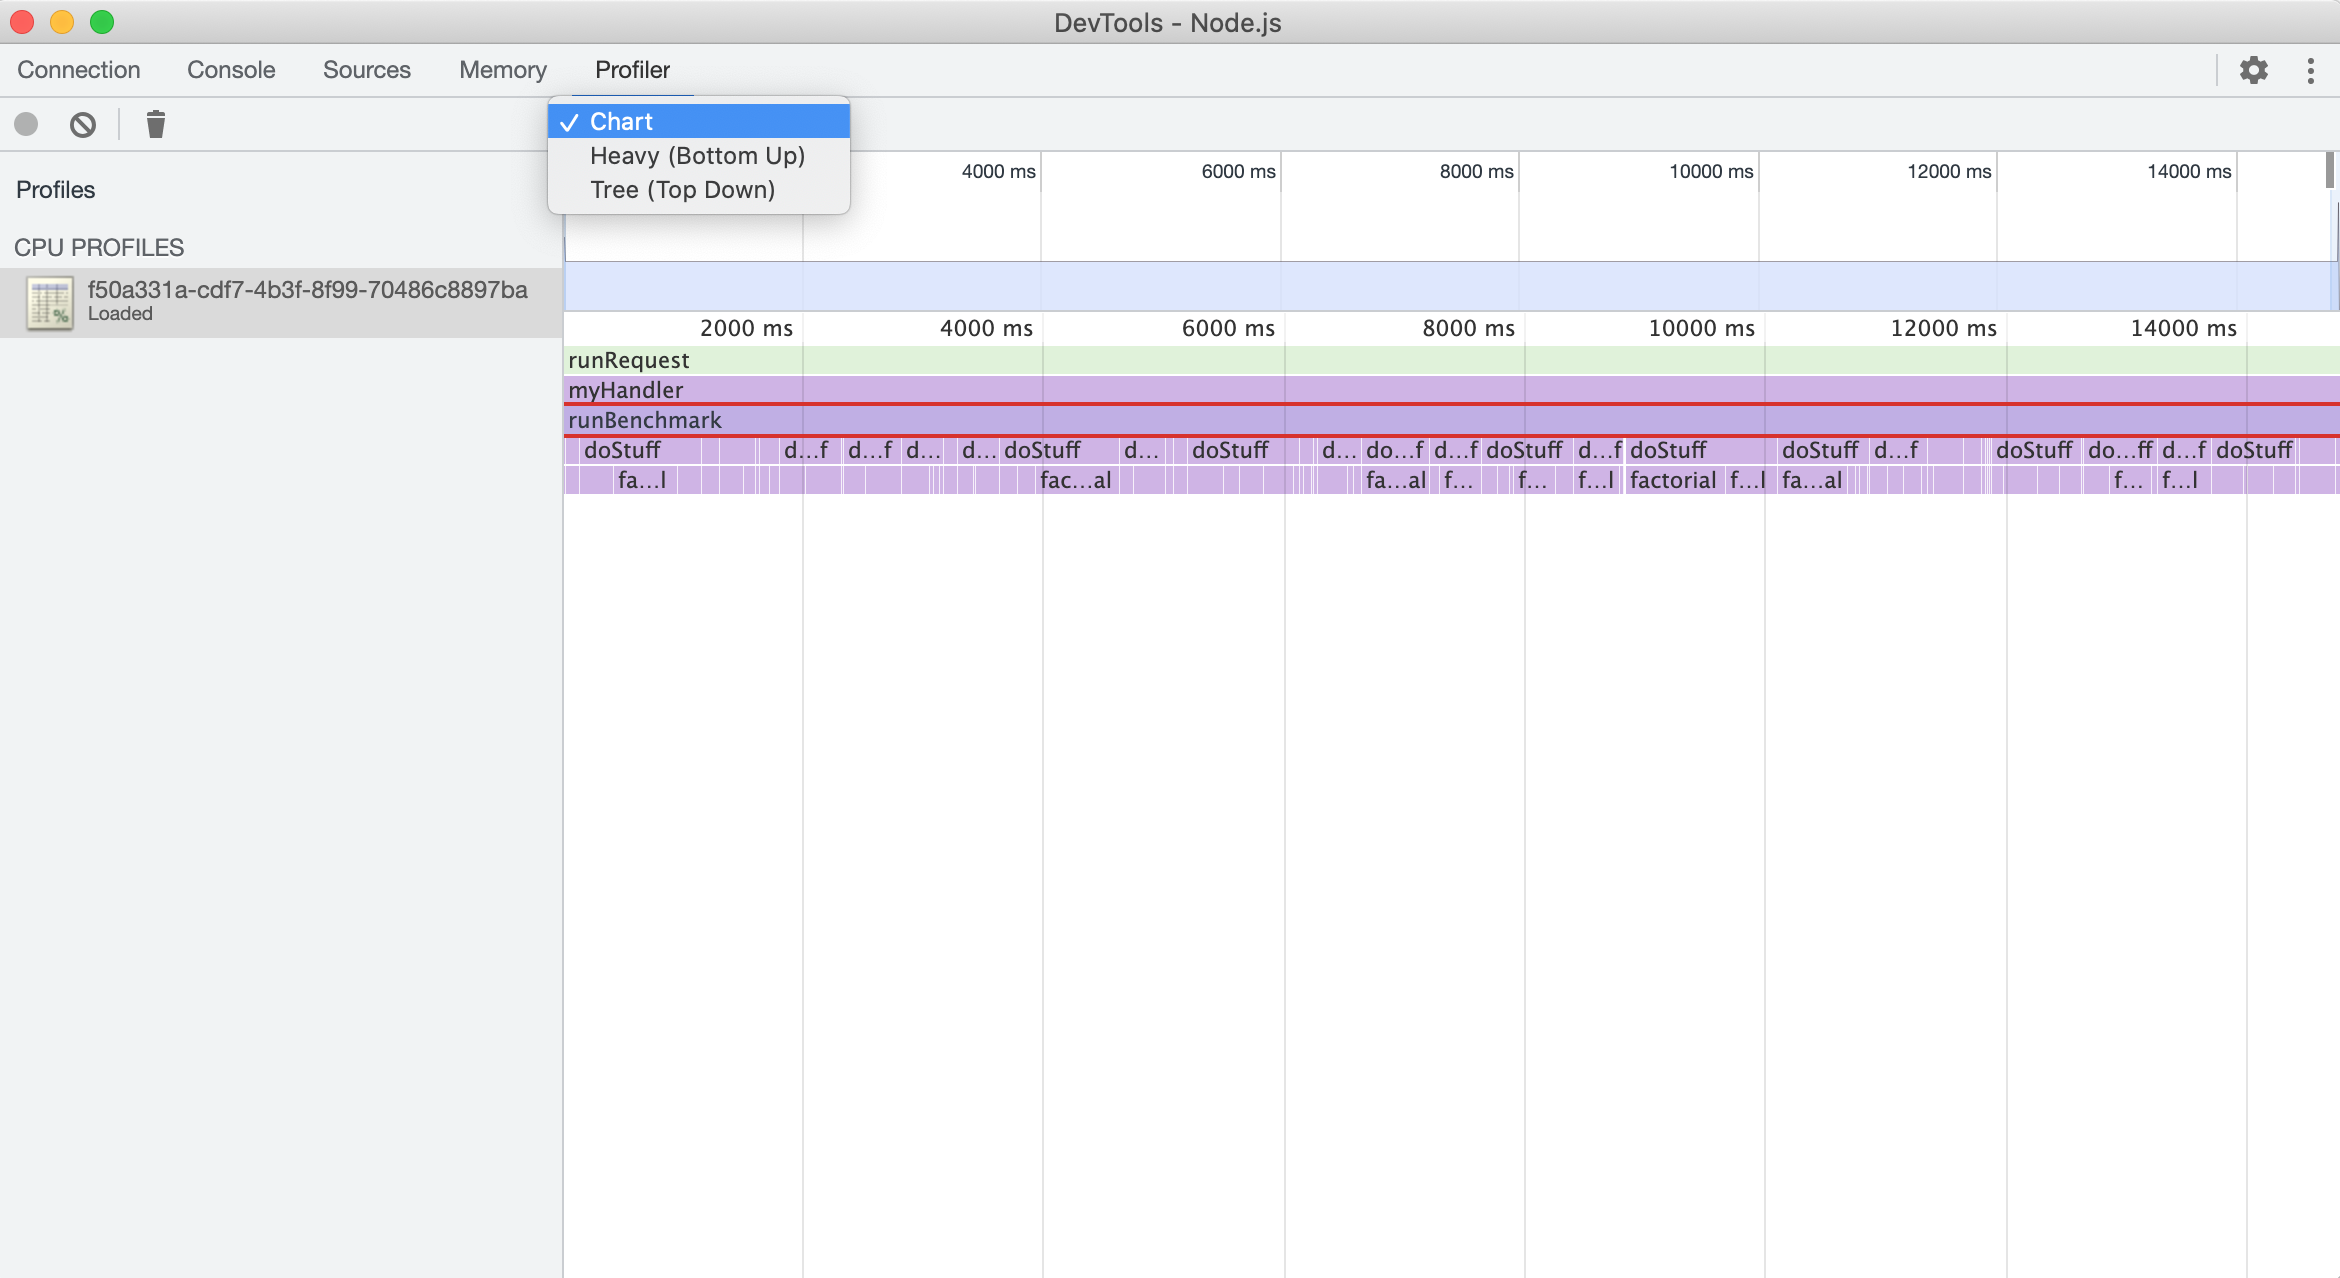 DevTools - Node.js
Connection Console Sources Memory Profiler
✓ Chart
Heavy (Bottom Up)
Tree (Top Down)
4000 ms 6000 ms 8000 ms 10000 ms 12000 ms 14000 ms
Profiles
CPU PROFILES
f50a331a-cdf7-4b3f-8f99-70486c8897ba
Loaded
%
2000 ms 4000 ms 6000 ms 8000 ms 10000 ms 12000 ms 14000 ms
runRequest
myHandler
runBenchmark
doStuff d…f d…f d… d… doStuff d… doStuff d… do…f d…f doStuff d…f doStuff doStuff d…f doStuff do…ff d…f doStuff
fa…l fac…al fa…al f… f… f…l factorial f…l fa…al f… f…l